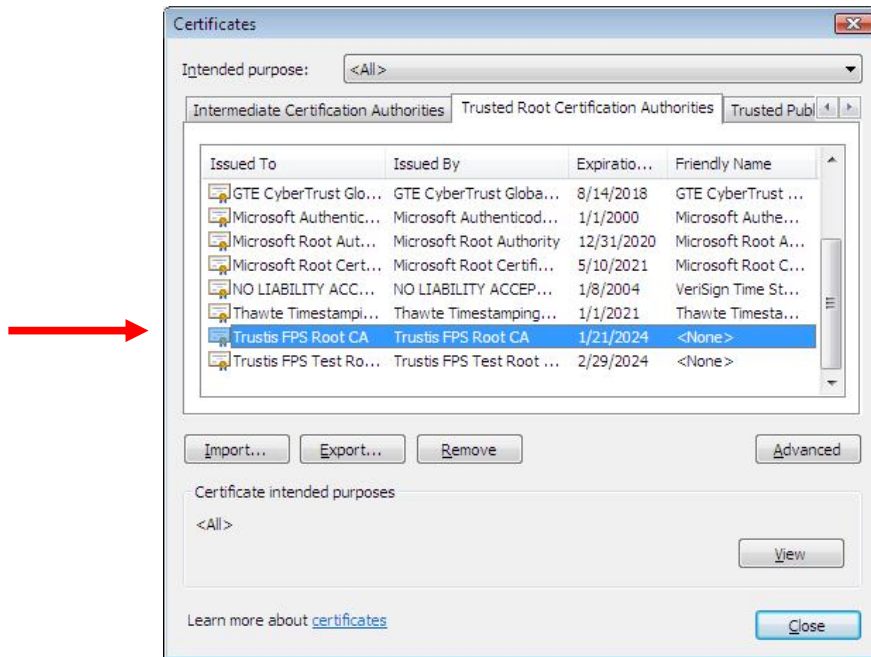 Certificates
Intended purpose: <All>
Intermediate Certification Authorities Trusted Root Certification Authorities Trusted Publ
Issued To Issued By Expiratio... Friendly Name
GTE CyberTrust Glo... GTE CyberTrust Globa... 8/14/2018 GTE CyberTrust ...
Microsoft Authentic... Microsoft Authenticod... 1/1/2000 Microsoft Authe...
Microsoft Root Aut... Microsoft Root Authority 12/31/2020 Microsoft Root A...
Microsoft Root Cert... Microsoft Root Certifi... 5/10/2021 Microsoft Root C...
NO LIABILITY ACC... NO LIABILITY ACCEP... 1/8/2004 VeriSign Time St...
Thawte Timestampi... Thawte Timestamping... 1/1/2021 Thawte Timesta...
Trustis FPS Root CA Trustis FPS Root CA 1/21/2024 <None>
Trustis FPS Test Ro... Trustis FPS Test Root ... 2/29/2024 <None>
Import... Export... Remove Advanced
Certificate intended purposes
<All>
View
Learn more about certificates
Close